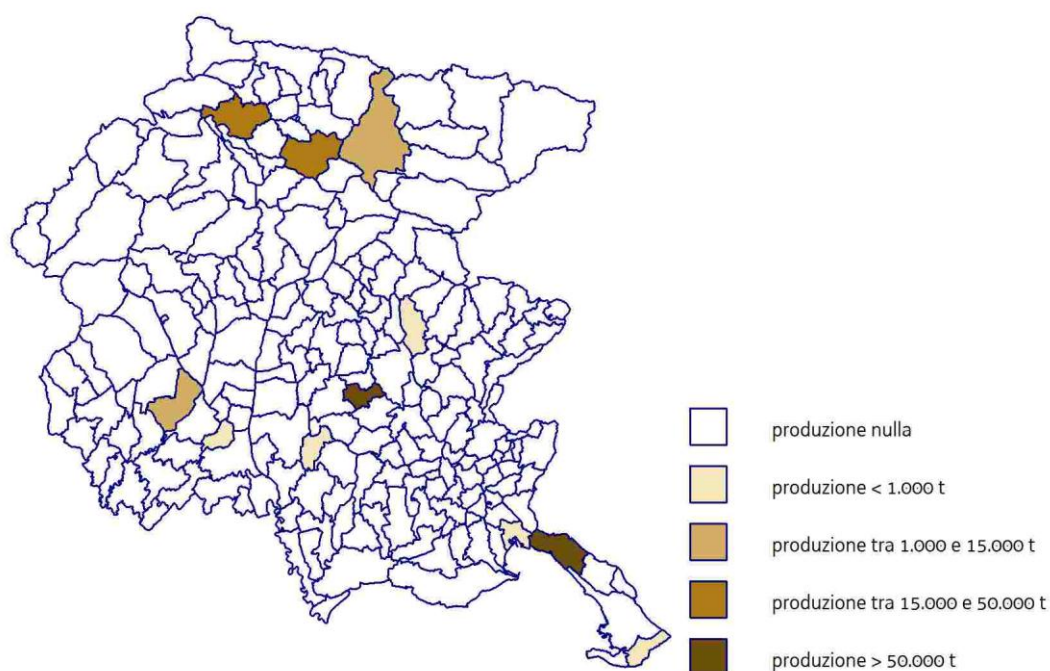 produzione nulla
produzione < 1.000 t
produzione tra 1.000 e 15.000 t
produzione tra 15.000 e 50.000 t
produzione > 50.000 t